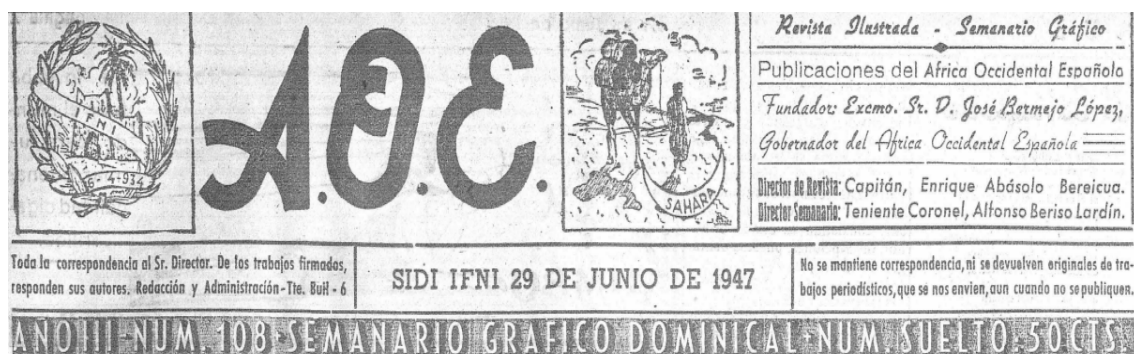 IFNI
6-4-934
A.O.E.
SAHARA
Revista Ilustrada - Semanario Gráfico
Publicaciones del Africa Occidental Española
Fundador: Excmo. Sr. D. José Bermejo López,
Gobernador del Africa Occidental Española
Director de Revista: Capitán, Enrique Abásolo Bereicua.
Director Semanario: Teniente Coronel, Alfonso Beriso Lardín.
Toda la correspondencia al Sr. Director. De los trabajos firmados,
responden sus autores. Redacción y Administración-Tte. BuH - 6
SIDI IFNI 29 DE JUNIO DE 1947
No se mantiene correspondencia, ni se devuelven originales de tra-
bajos periodísticos, que se nos envien, aun cuando no se publiquen.
AÑO III-NUM. 108-SEMANARIO GRAFICO DOMINICAL-NUM. SUELTO: 50 CTS.